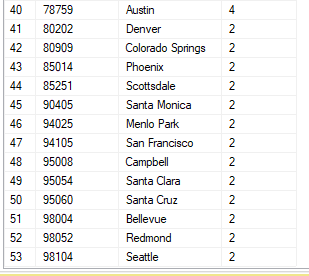 40 78759 Austin 4
41 80202 Denver 2
42 80909 Colorado Springs 2
43 85014 Phoenix 2
44 85251 Scottsdale 2
45 90405 Santa Monica 2
46 94025 Menlo Park 2
47 94105 San Francisco 2
48 95008 Campbell 2
49 95054 Santa Clara 2
50 95060 Santa Cruz 2
51 98004 Bellevue 2
52 98052 Redmond 2
53 98104 Seattle 2